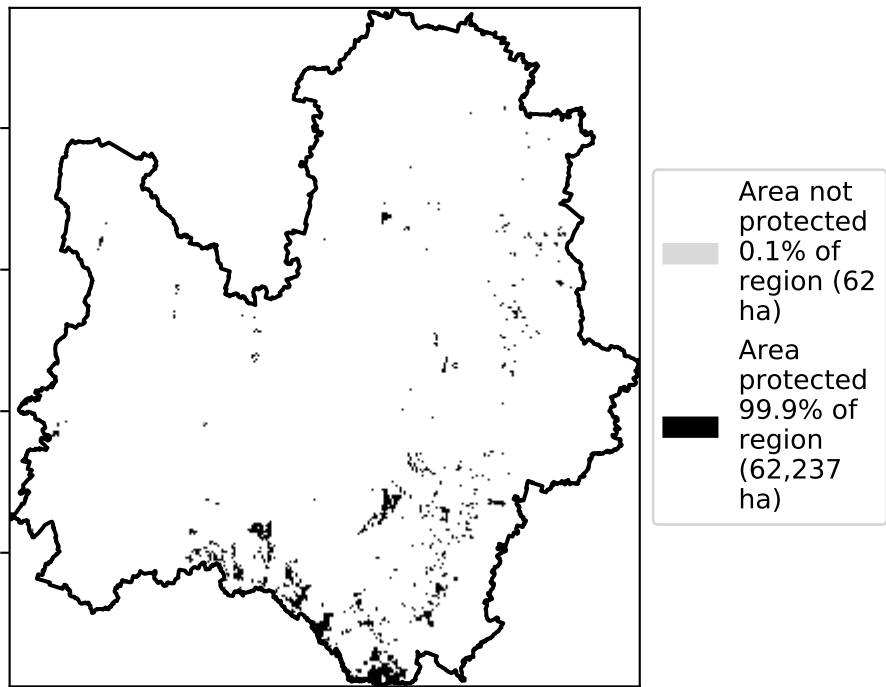 Area not
protected
0.1% of
region (62
ha)
Area
protected
99.9% of
region
(62,237
ha)